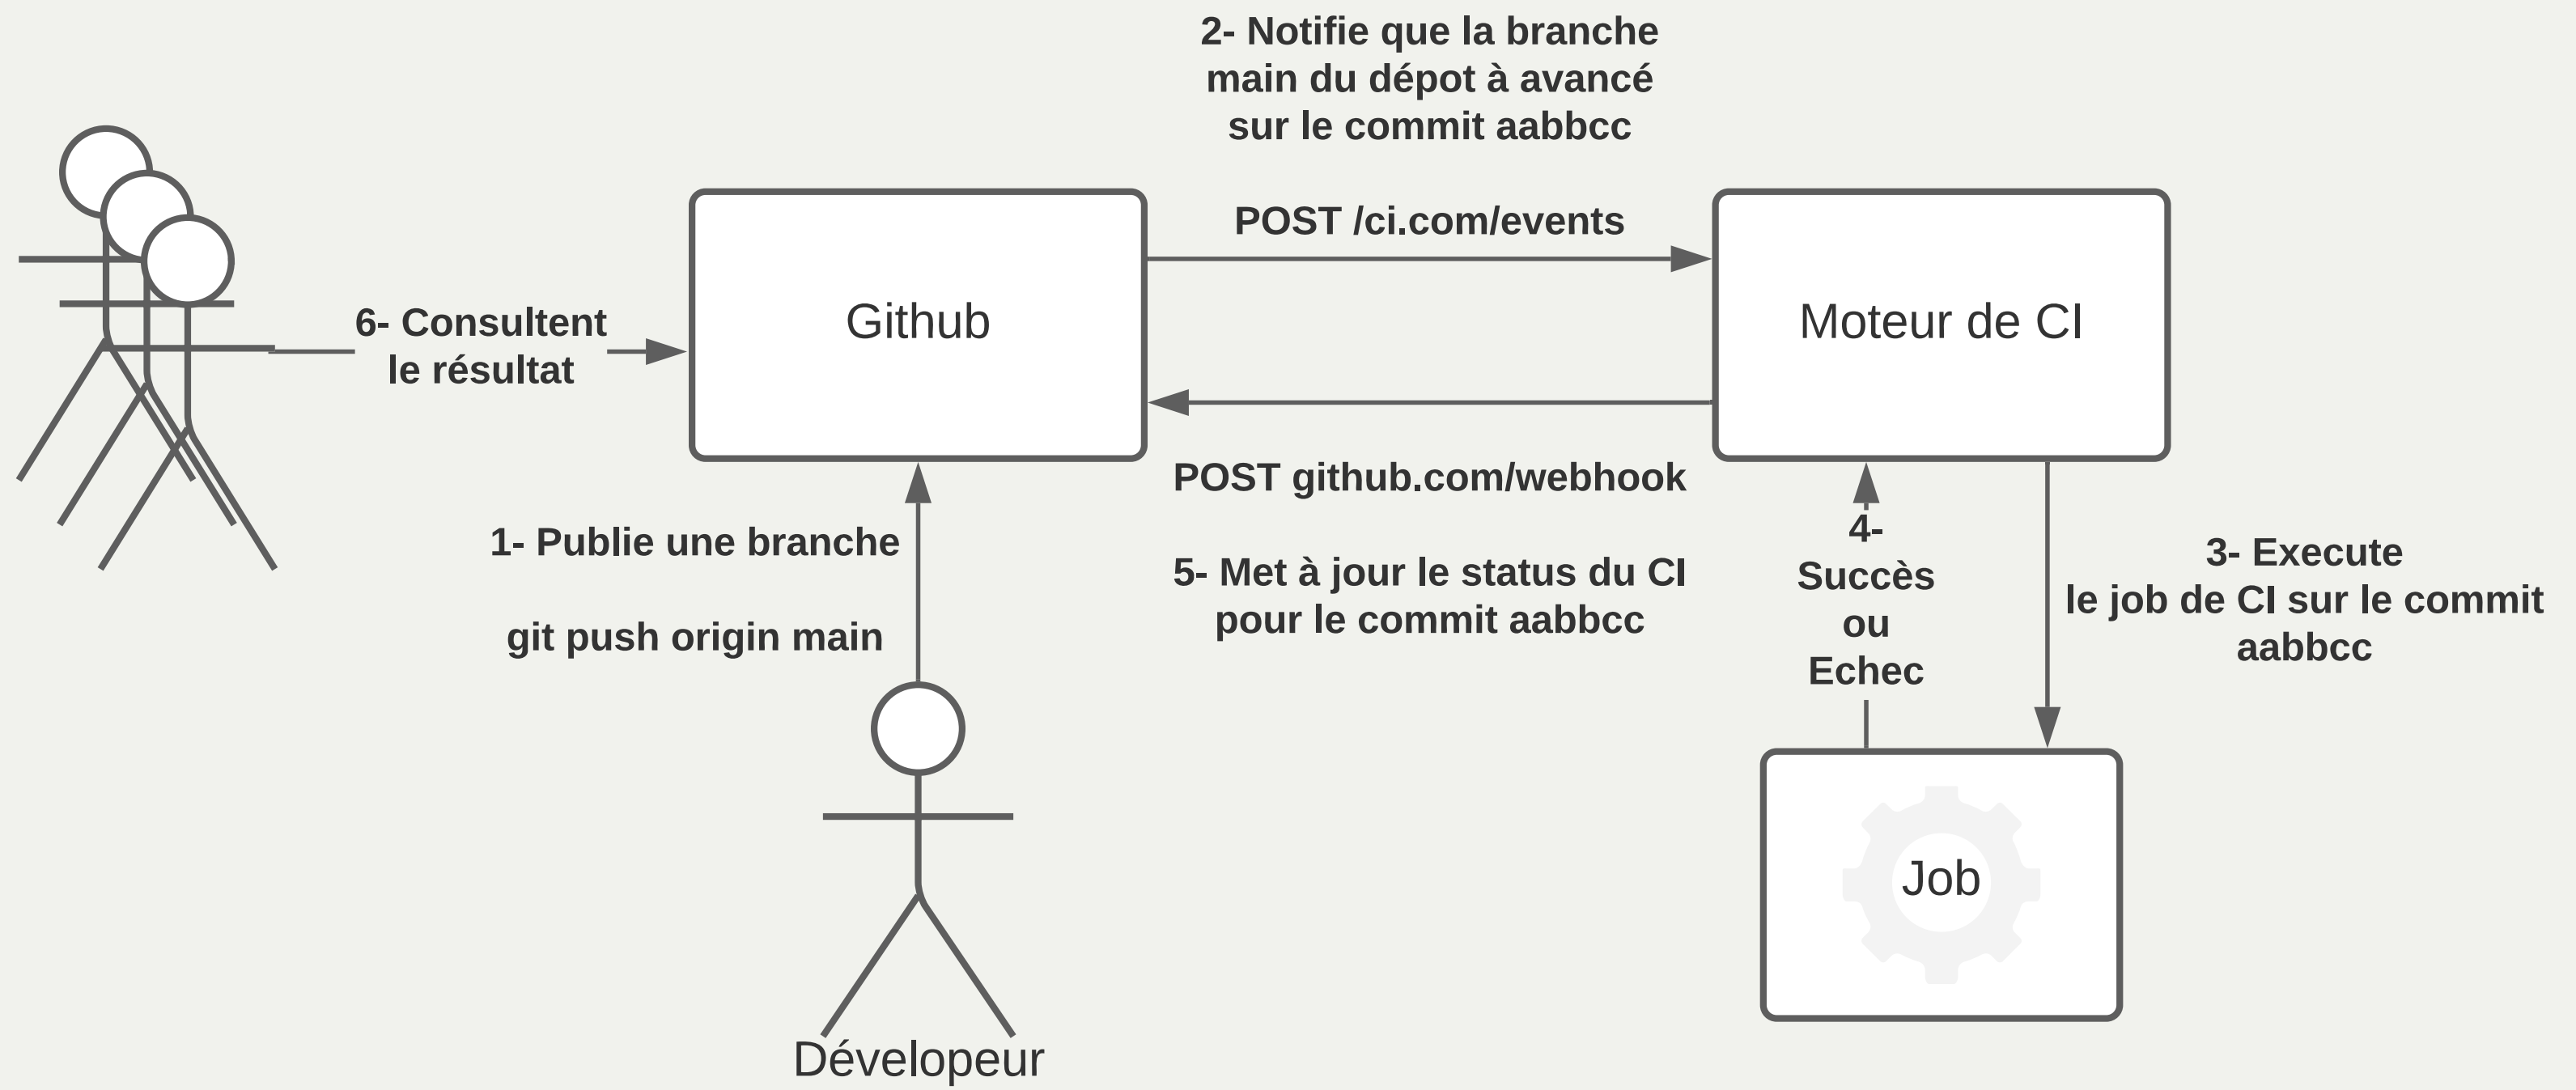 2- Notifie que la branche
main du dépot à avancé
sur le commit aabbcc
POST /ci.com/events
Github
Moteur de CI
6- Consultent
le résultat
POST github.com/webhook
5- Met à jour le status du CI
pour le commit aabbcc
1- Publie une branche
git push origin main
4-
Succès
ou
Echec
3- Execute
le job de CI sur le commit
aabbcc
Job
Dévelopeur